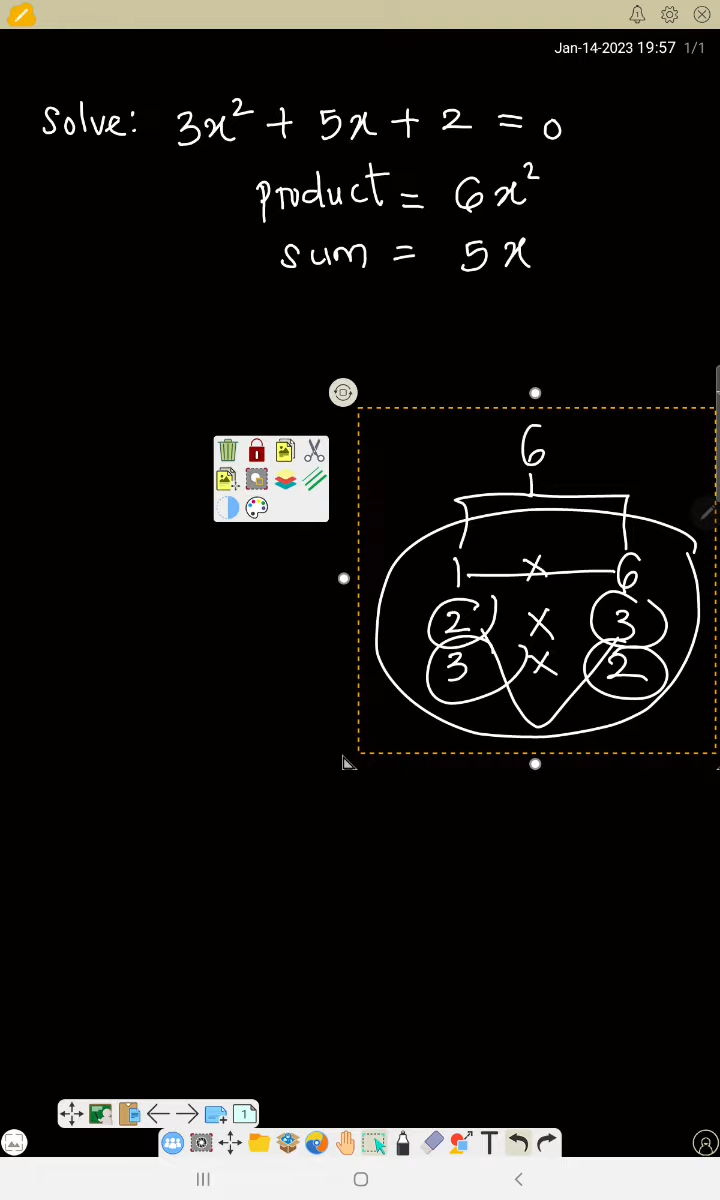 Jan-14-2023 19:57 1/1
Solve: 3x² + 5x + 2 = 0
product = 6x²
sum = 5x
6
1 x 6
2 x 3
3 x 2
1
T